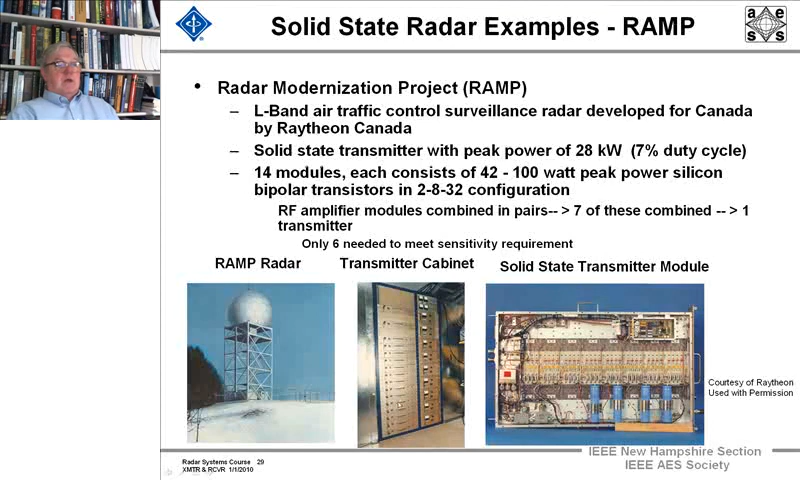 Solid State Radar Examples - RAMP
a e
s s
• Radar Modernization Project (RAMP)
– L-Band air traffic control surveillance radar developed for Canada
by Raytheon Canada
– Solid state transmitter with peak power of 28 kW (7% duty cycle)
– 14 modules, each consists of 42 - 100 watt peak power silicon
bipolar transistors in 2-8-32 configuration
RF amplifier modules combined in pairs-- > 7 of these combined -- > 1
transmitter
Only 6 needed to meet sensitivity requirement
RAMP Radar
Transmitter Cabinet
Solid State Transmitter Module
Courtesy of Raytheon
Used with Permission
Radar Systems Course 29
XMTR & RCVR 1/1/2010
IEEE New Hampshire Section
IEEE AES Society